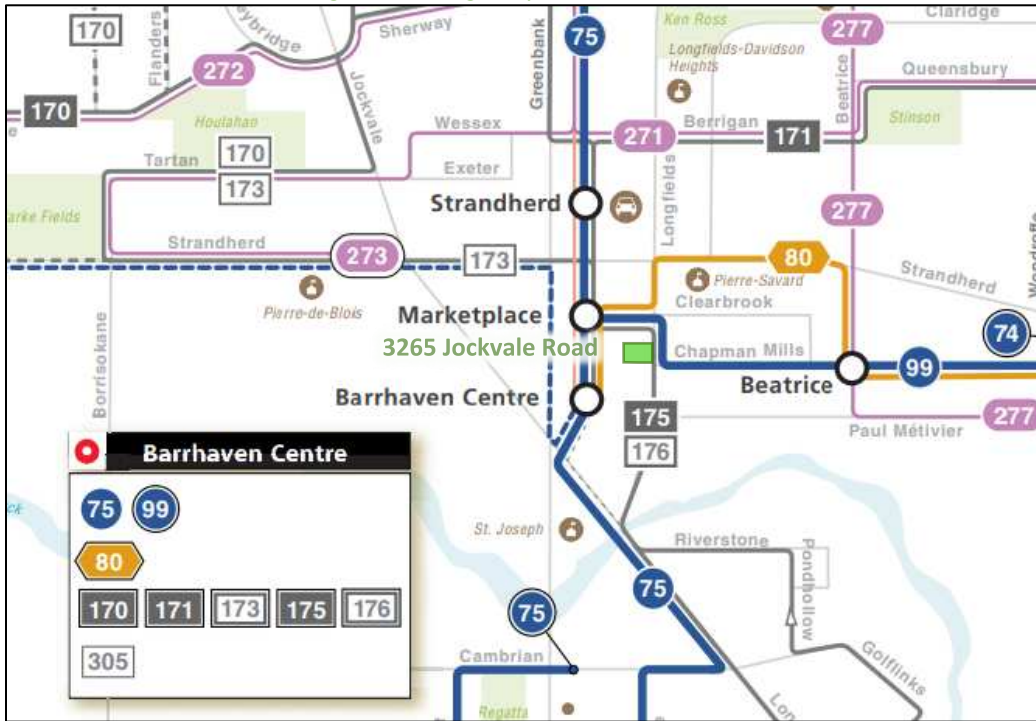 170
Flanders
Sherway
272
Jockvale
Greenbank
75
Ken Ross
Longfields-Davidson
Heights
277
Claridge
Beatrice
Queensbury
170
Houlahan
Wessex
271
Berrigan
171
Stinson
Tartan
170
173
Exeter
Strandherd
Longfields
277
arke Fields
Strandherd
273
173
80
Strandherd
Pierre-de-Blois
Pierre-Savard
Clearbrook
Marketplace
3265 Jockvale Road
Chapman Mills
74
Borrisokane
Barrhaven Centre
Beatrice
99
175
176
277
Paul Métivier
Barrhaven Centre
75
99
80
170
171
173
175
176
305
ck
St. Joseph
Riverstone
Pondhollow
75
75
Cambrian
Golflinks
Regatta
Lon